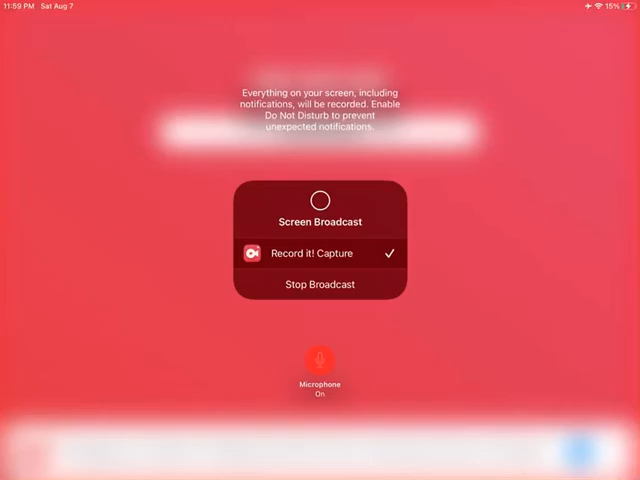 11:59 PM Sat Aug 7
15%
Everything on your screen, including
notifications, will be recorded. Enable
Do Not Disturb to prevent
unexpected notifications.
Screen Broadcast
Record it! Capture
Stop Broadcast
Microphone
On